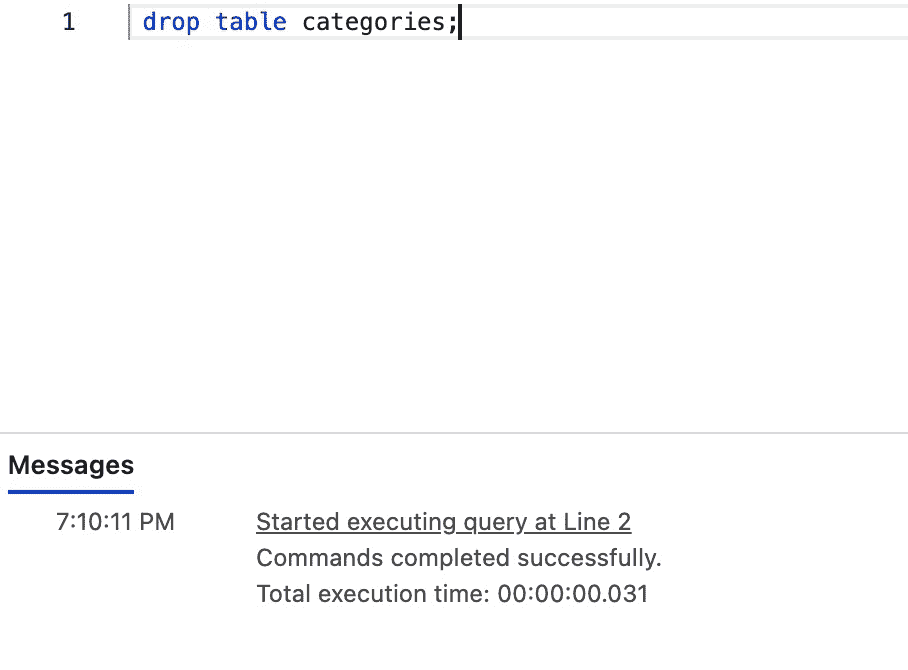 1 drop table categories;
Messages
7:10:11 PM Started executing query at Line 2
Commands completed successfully.
Total execution time: 00:00:00.031